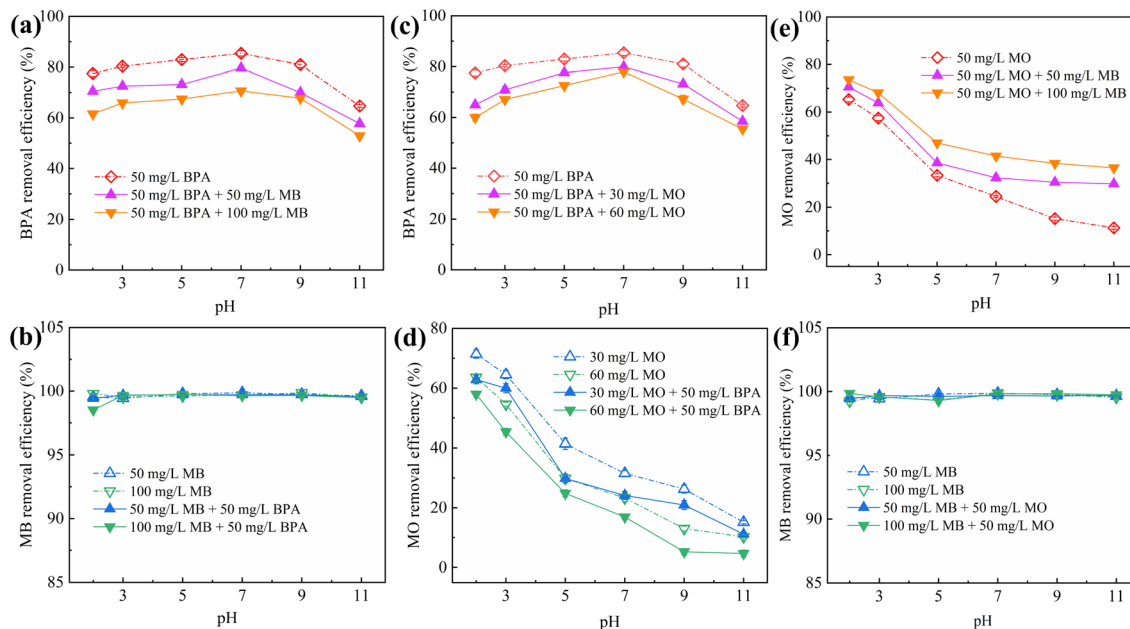 (a)
100
80
60
40
20
0
BPA removal efficiency (%)
50 mg/L BPA
50 mg/L BPA + 50 mg/L MB
50 mg/L BPA + 100 mg/L MB
3 5 7 9 11
pH
(c)
100
80
60
40
20
0
BPA removal efficiency (%)
50 mg/L BPA
50 mg/L BPA + 30 mg/L MO
50 mg/L BPA + 60 mg/L MO
3 5 7 9 11
pH
(e)
100
80
60
40
20
0
MO removal efficiency (%)
50 mg/L MO
50 mg/L MO + 50 mg/L MB
50 mg/L MO + 100 mg/L MB
3 5 7 9 11
pH
(b)
105
100
95
90
85
MB removal efficiency (%)
50 mg/L MB
100 mg/L MB
50 mg/L MB + 50 mg/L BPA
100 mg/L MB + 50 mg/L BPA
3 5 7 9 11
pH
(d)
80
60
40
20
0
MO removal efficiency (%)
30 mg/L MO
60 mg/L MO
30 mg/L MO + 50 mg/L BPA
60 mg/L MO + 50 mg/L BPA
3 5 7 9 11
pH
(f)
105
100
95
90
85
MB removal efficiency (%)
50 mg/L MB
100 mg/L MB
50 mg/L MB + 50 mg/L MO
100 mg/L MB + 50 mg/L MO
3 5 7 9 11
pH